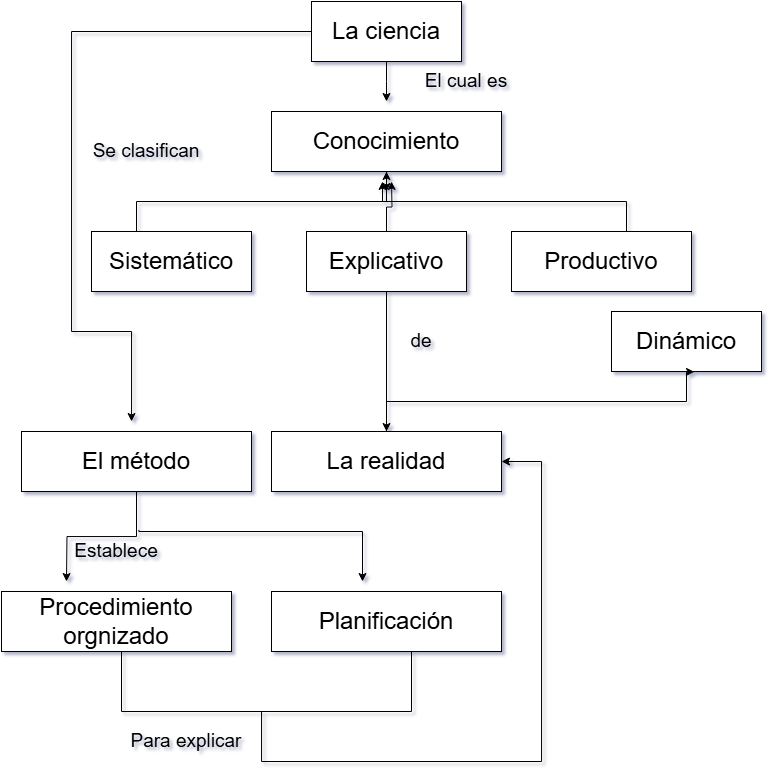 La ciencia
El cual es
Conocimiento
Se clasifican
Sistemático
Explicativo
Productivo
de
Dinámico
El método
La realidad
Establece
Procedimiento
orgnizado
Planificación
Para explicar